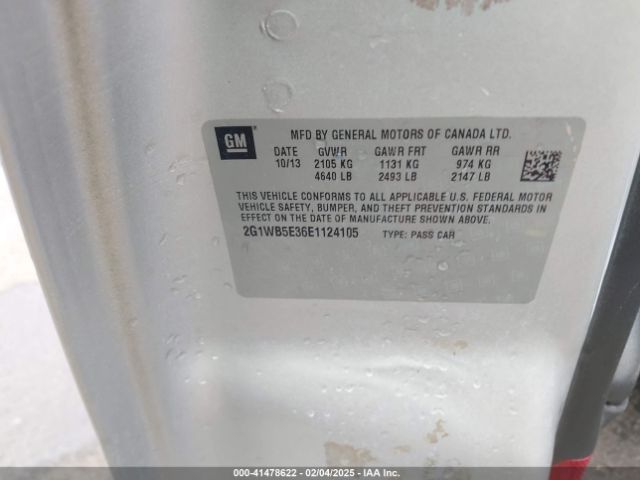 GM
MFD BY GENERAL MOTORS OF CANADA LTD.
DATE GVWR GAWR FRT GAWR RR
10/13 2105 KG 1131 KG 974 KG
4640 LB 2493 LB 2147 LB
THIS VEHICLE CONFORMS TO ALL APPLICABLE U.S. FEDERAL MOTOR
VEHICLE SAFETY, BUMPER, AND THEFT PREVENTION STANDARDS IN
EFFECT ON THE DATE OF MANUFACTURE SHOWN ABOVE.
2G1WB5E36E1124105 TYPE: PASS CAR
000-41478622 - 02/04/2025 - IAA Inc.